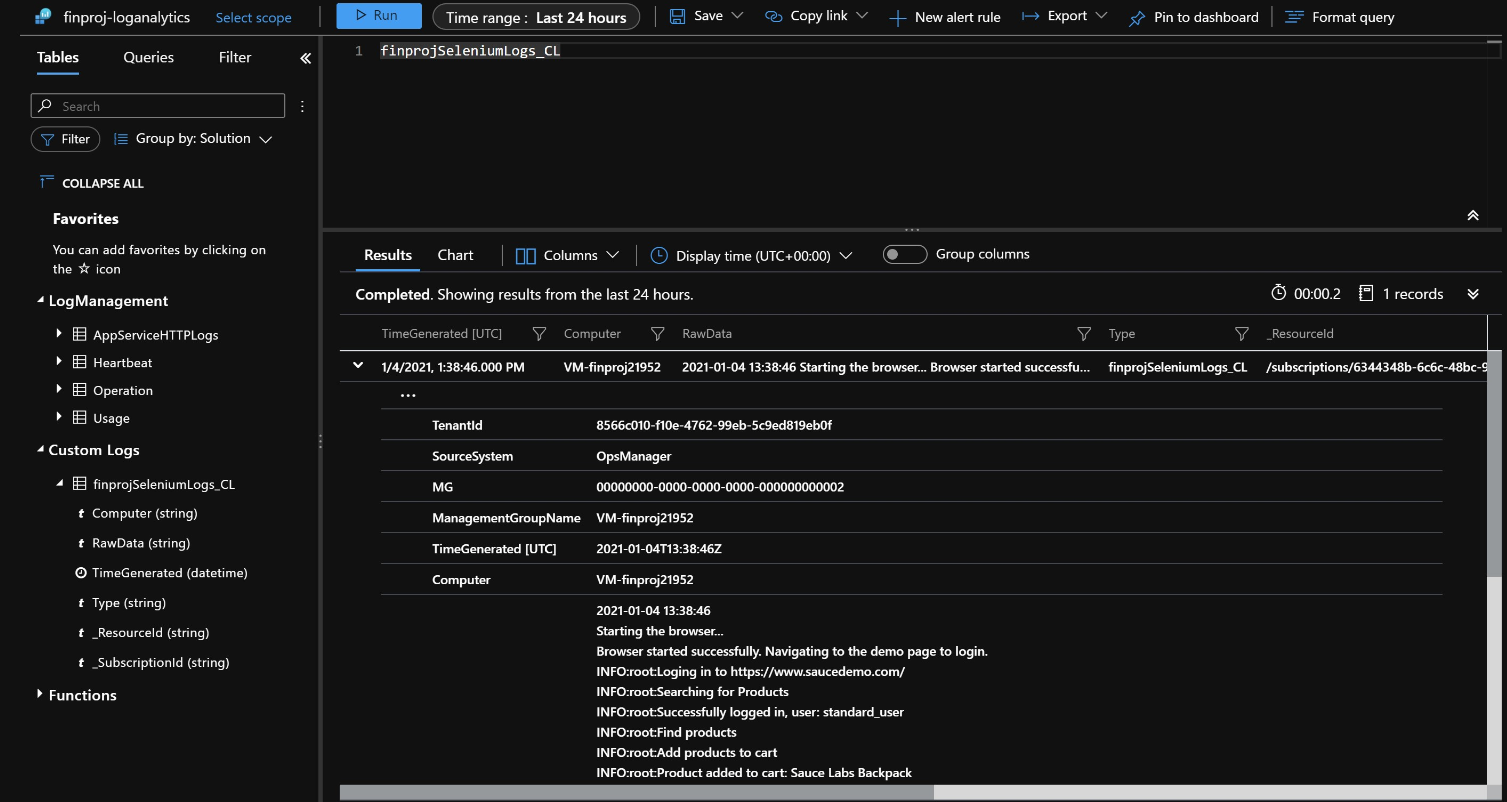 finproj-loganalytics Select scope Run Time range : Last 24 hours Save Copy link New alert rule Export Pin to dashboard Format query
Tables Queries Filter
Search
Filter Group by: Solution
COLLAPSE ALL
Favorites
You can add favorites by clicking on
the ☆ icon
LogManagement
AppServiceHTTPLogs
Heartbeat
Operation
Usage
Custom Logs
finprojSeleniumLogs_CL
t Computer (string)
t RawData (string)
TimeGenerated (datetime)
t Type (string)
t _ResourceId (string)
t _SubscriptionId (string)
Functions
1 finprojSeleniumLogs_CL
Results Chart Columns Display time (UTC+00:00) Group columns
Completed. Showing results from the last 24 hours. 00:00.2 1 records
TimeGenerated [UTC] Computer RawData Type _ResourceId
1/4/2021, 1:38:46.000 PM VM-finproj21952 2021-01-04 13:38:46 Starting the browser... Browser started successfu... finprojSeleniumLogs_CL /subscriptions/6344348b-6c6c-48bc-9
...
TenantId 8566c010-f10e-4762-99eb-5c9ed819eb0f
SourceSystem OpsManager
MG 00000000-0000-0000-0000-000000000002
ManagementGroupName VM-finproj21952
TimeGenerated [UTC] 2021-01-04T13:38:46Z
Computer VM-finproj21952
2021-01-04 13:38:46
Starting the browser...
Browser started successfully. Navigating to the demo page to login.
INFO:root:Loging in to https://www.saucedemo.com/
INFO:root:Searching for Products
INFO:root:Successfully logged in, user: standard_user
INFO:root:Find products
INFO:root:Add products to cart
INFO:root:Product added to cart: Sauce Labs Backpack